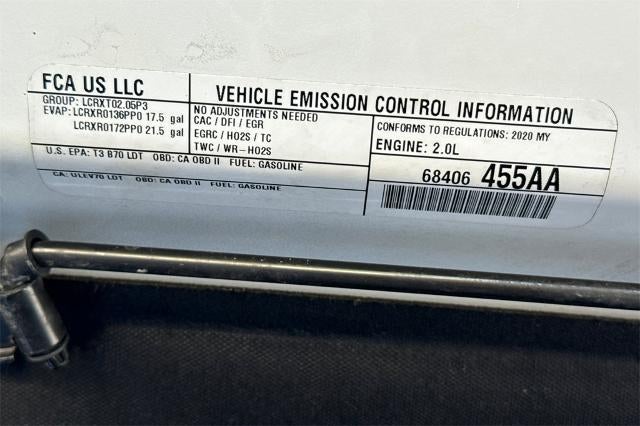 FCA US LLC
GROUP: LCRXT02.05P3
EVAP: LCRXR0136PP0 17.5 gal
LCRXR0172PP0 21.5 gal
U.S. EPA: T3 B70 LDT OBD: CA OBD II FUEL: GASOLINE
CA: ULEV70 LDT OBD: CA OBD II FUEL: GASOLINE
VEHICLE EMISSION CONTROL INFORMATION
NO ADJUSTMENTS NEEDED
CAC / DFI / EGR
EGRC / HO2S / TC
TWC / WR-HO2S
CONFORMS TO REGULATIONS: 2020 MY
ENGINE: 2.0L
68406 455AA